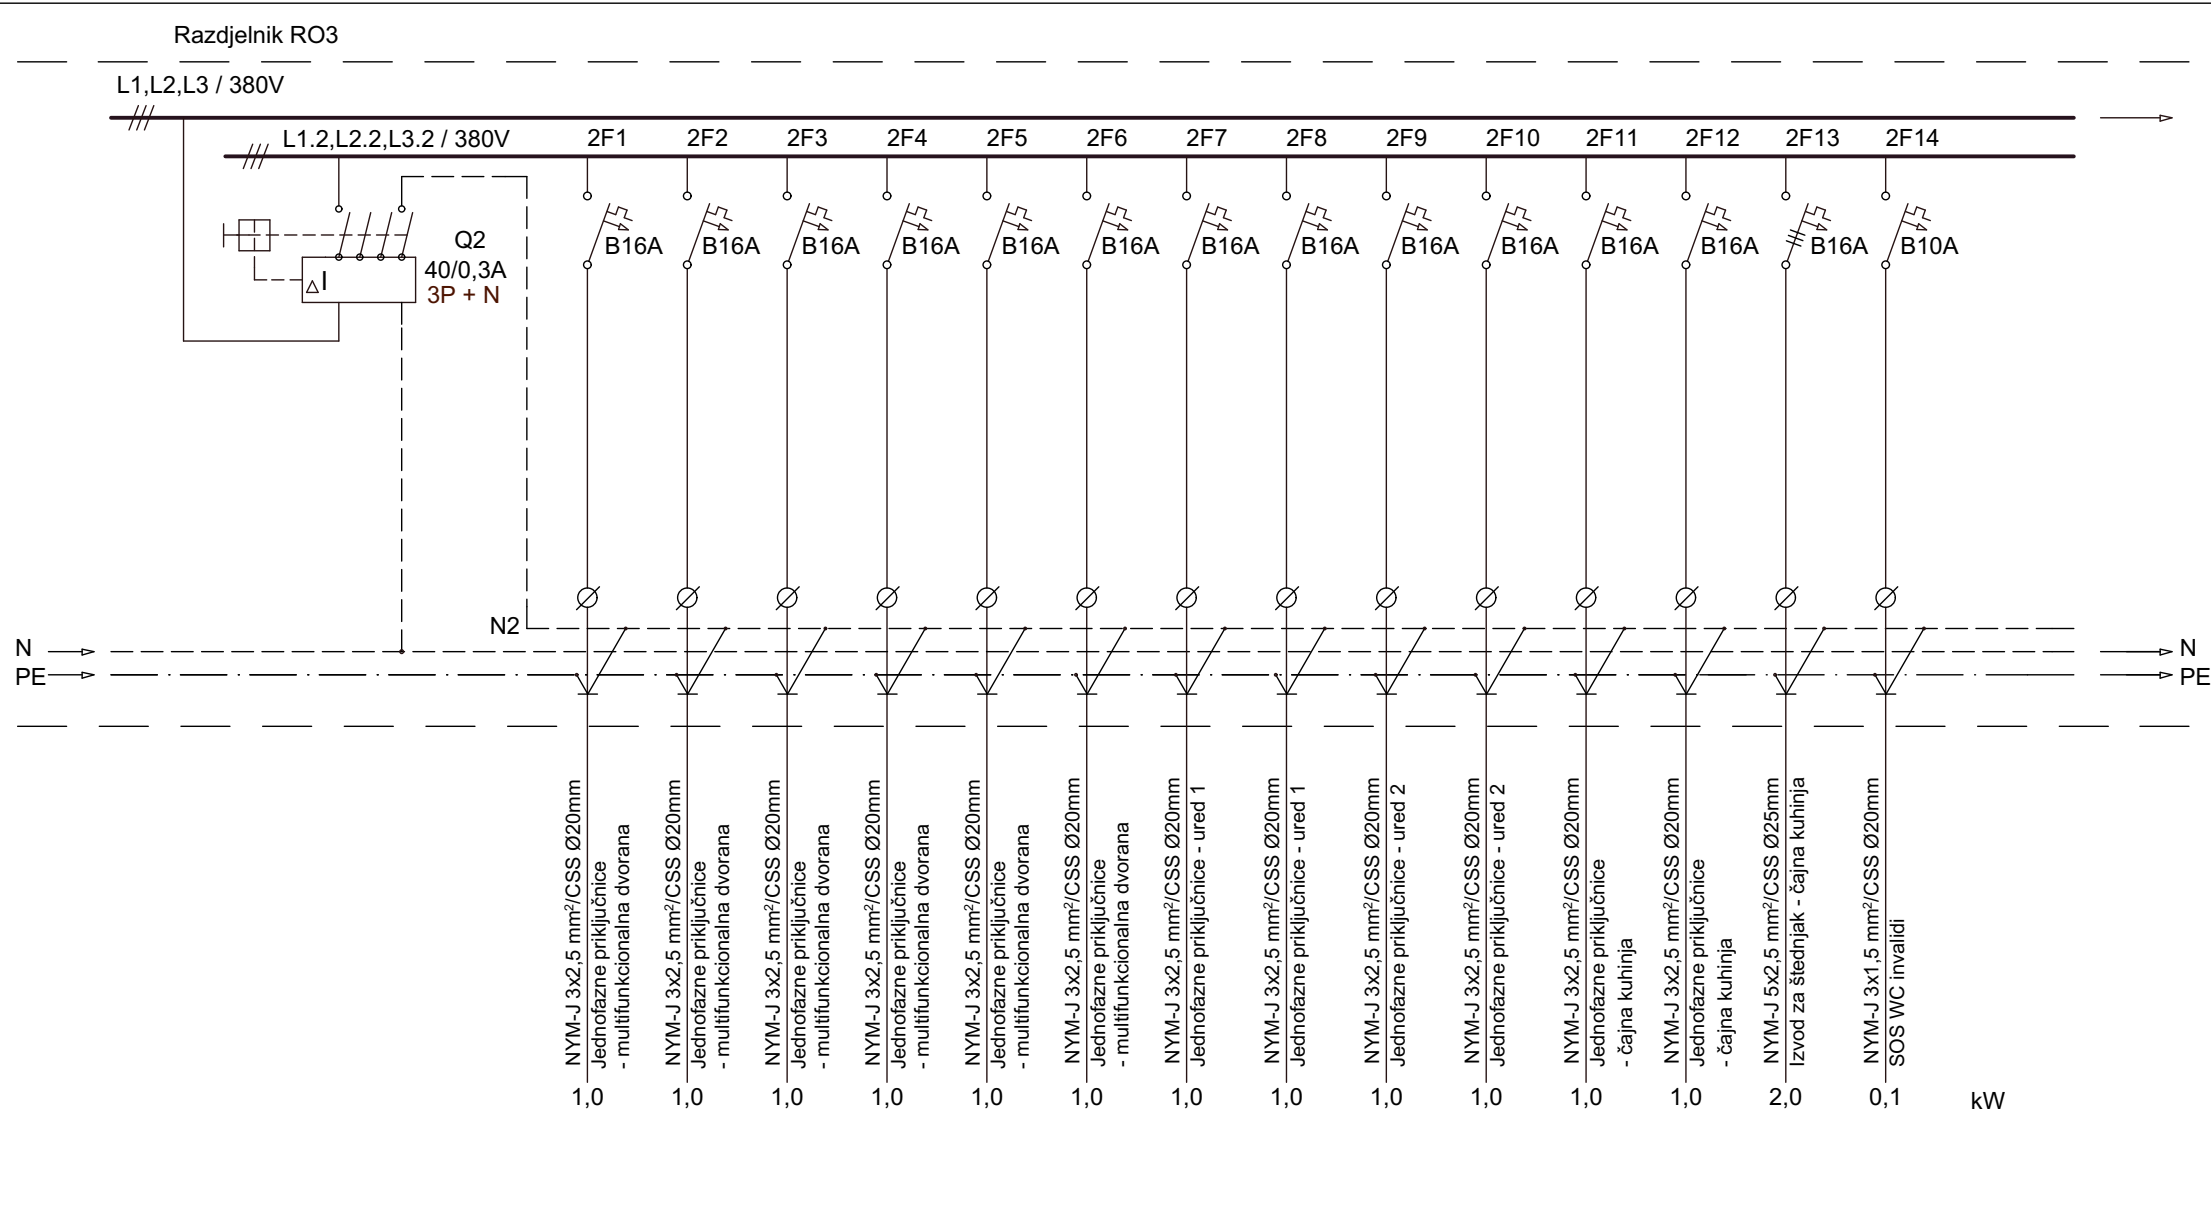 Razdjelnik RO3
L1,L2,L3 / 380V
L1.2,L2.2,L3.2 / 380V
2F1
2F2
2F3
2F4
2F5
2F6
2F7
2F8
2F9
2F10
2F11
2F12
2F13
2F14
Q2
40/0,3A
3P + N
ΔI
B16A
B16A
B16A
B16A
B16A
B16A
B16A
B16A
B16A
B16A
B16A
B16A
B16A
B10A
N2
N
PE
N
PE
NYM-J 3x2,5 mm²/CSS Ø20mm
Jednofazne priključnice
- multifunkcionalna dvorana
NYM-J 3x2,5 mm²/CSS Ø20mm
Jednofazne priključnice
- multifunkcionalna dvorana
NYM-J 3x2,5 mm²/CSS Ø20mm
Jednofazne priključnice
- multifunkcionalna dvorana
NYM-J 3x2,5 mm²/CSS Ø20mm
Jednofazne priključnice
- multifunkcionalna dvorana
NYM-J 3x2,5 mm²/CSS Ø20mm
Jednofazne priključnice
- multifunkcionalna dvorana
NYM-J 3x2,5 mm²/CSS Ø20mm
Jednofazne priključnice
- multifunkcionalna dvorana
NYM-J 3x2,5 mm²/CSS Ø20mm
Jednofazne priključnice - ured 1
NYM-J 3x2,5 mm²/CSS Ø20mm
Jednofazne priključnice - ured 1
NYM-J 3x2,5 mm²/CSS Ø20mm
Jednofazne priključnice - ured 2
NYM-J 3x2,5 mm²/CSS Ø20mm
Jednofazne priključnice - ured 2
NYM-J 3x2,5 mm²/CSS Ø20mm
Jednofazne priključnice
- čajna kuhinja
NYM-J 3x2,5 mm²/CSS Ø20mm
Jednofazne priključnice
- čajna kuhinja
NYM-J 5x2,5 mm²/CSS Ø25mm
Izvod za štednjak - čajna kuhinja
NYM-J 3x1,5 mm²/CSS Ø20mm
SOS WC invalidi
1,0
1,0
1,0
1,0
1,0
1,0
1,0
1,0
1,0
1,0
1,0
1,0
2,0
0,1
kW